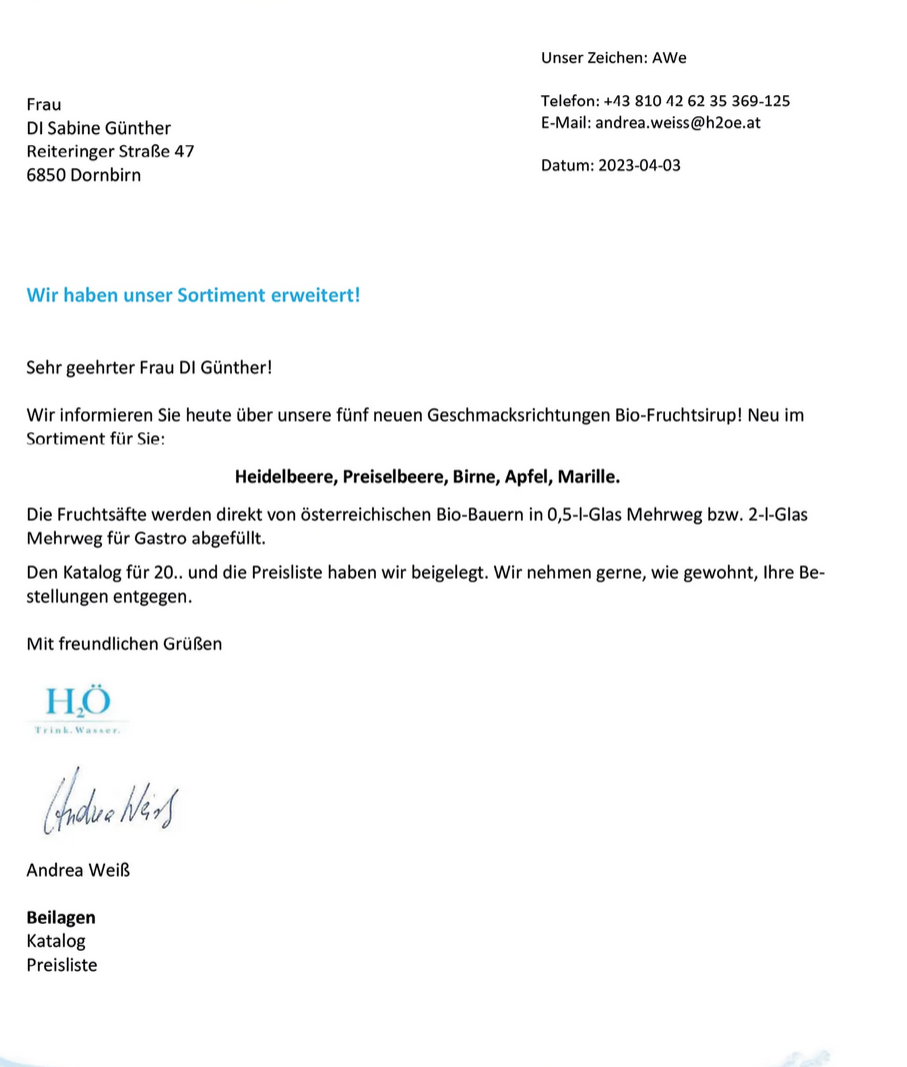 Unser Zeichen: AWe
Telefon: +43 810 42 62 35 369-125
E-Mail: andrea.weiss@h2oe.at
Datum: 2023-04-03
Frau
DI Sabine Günther
Reiteringer Straße 47
6850 Dornbirn
Wir haben unser Sortiment erweitert!
Sehr geehrter Frau DI Günther!
Wir informieren Sie heute über unsere fünf neuen Geschmacksrichtungen Bio-Fruchtsirup! Neu im
Sortiment für Sie:
Heidelbeere, Preiselbeere, Birne, Apfel, Marille.
Die Fruchtsäfte werden direkt von österreichischen Bio-Bauern in 0,5-l-Glas Mehrweg bzw. 2-l-Glas
Mehrweg für Gastro abgefüllt.
Den Katalog für 20.. und die Preisliste haben wir beigelegt. Wir nehmen gerne, wie gewohnt, Ihre Be-
stellungen entgegen.
Mit freundlichen Grüßen
H₂Ö
Trink.Wasser.
Andrea Weiß
Andrea Weiß
Beilagen
Katalog
Preisliste